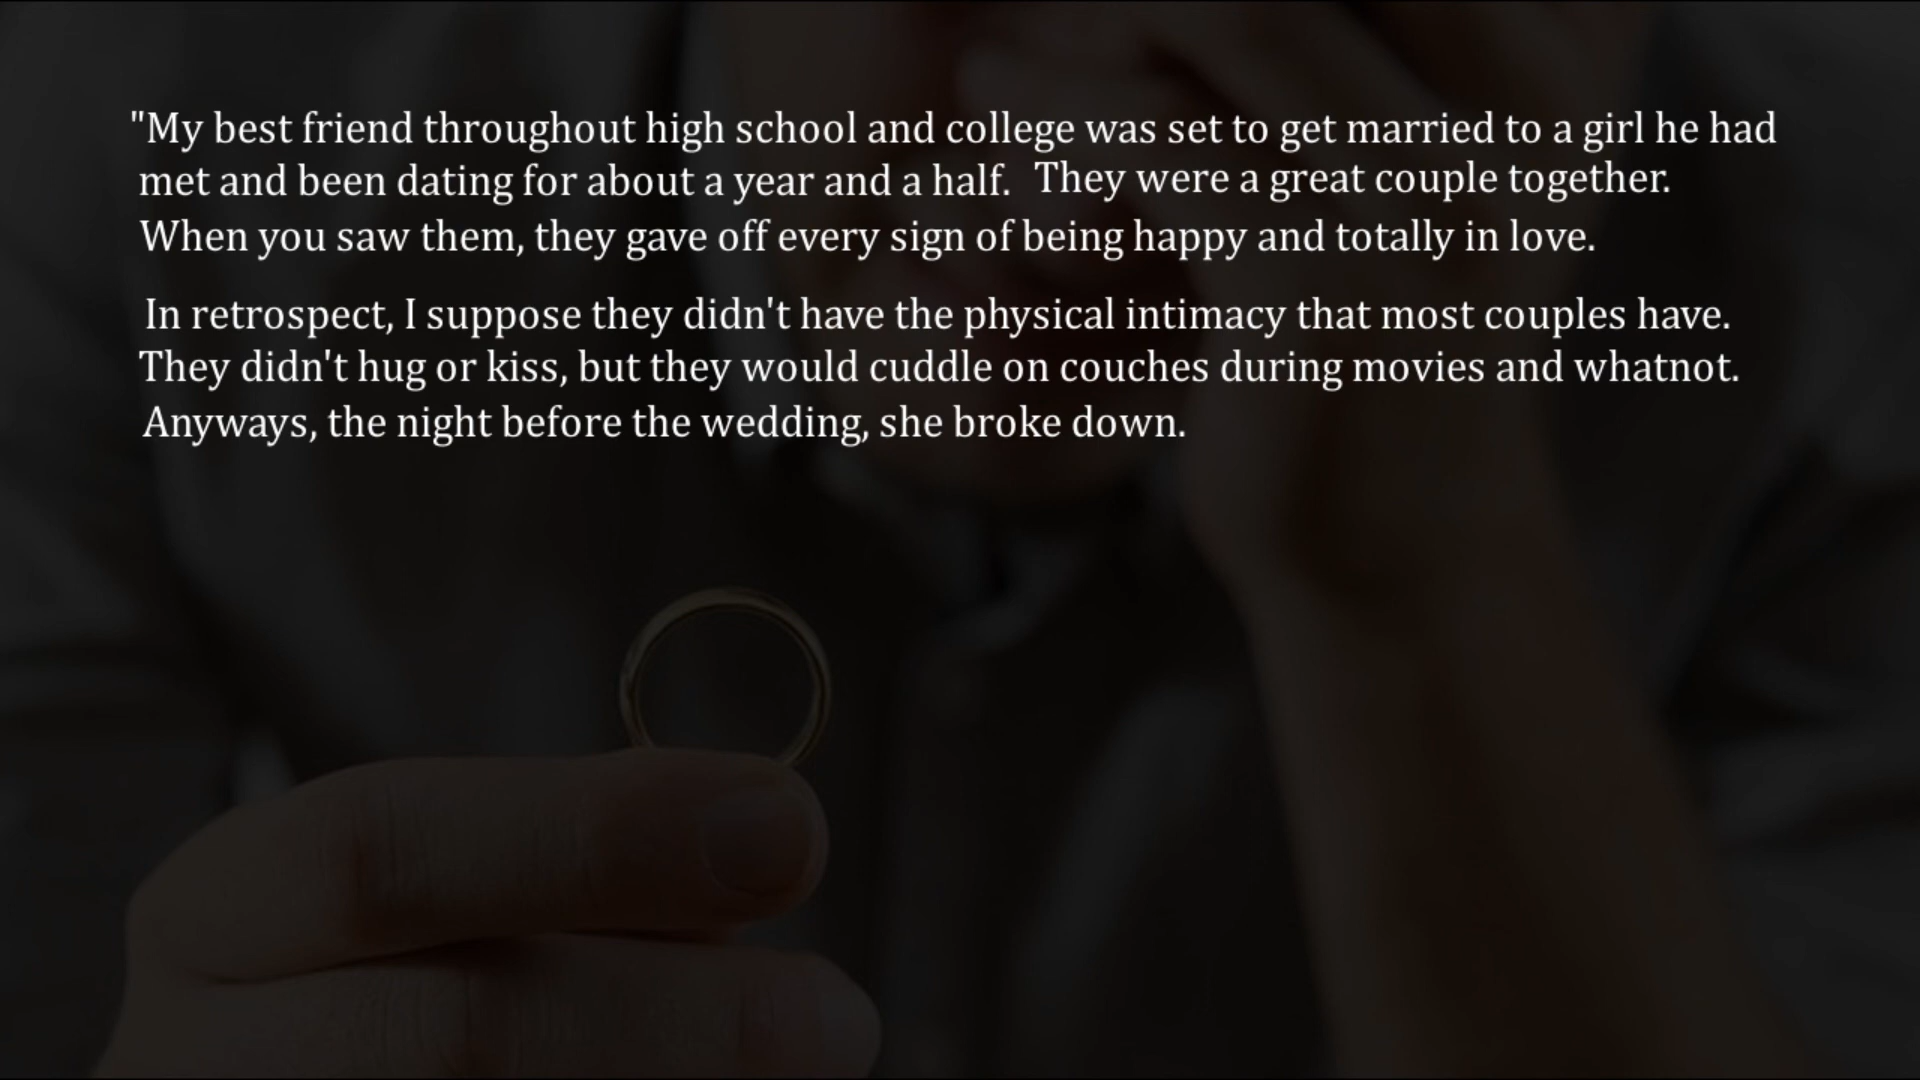 "My best friend throughout high school and college was set to get married to a girl he had
met and been dating for about a year and a half. They were a great couple together.
When you saw them, they gave off every sign of being happy and totally in love.
In retrospect, I suppose they didn't have the physical intimacy that most couples have.
They didn't hug or kiss, but they would cuddle on couches during movies and whatnot.
Anyways, the night before the wedding, she broke down.